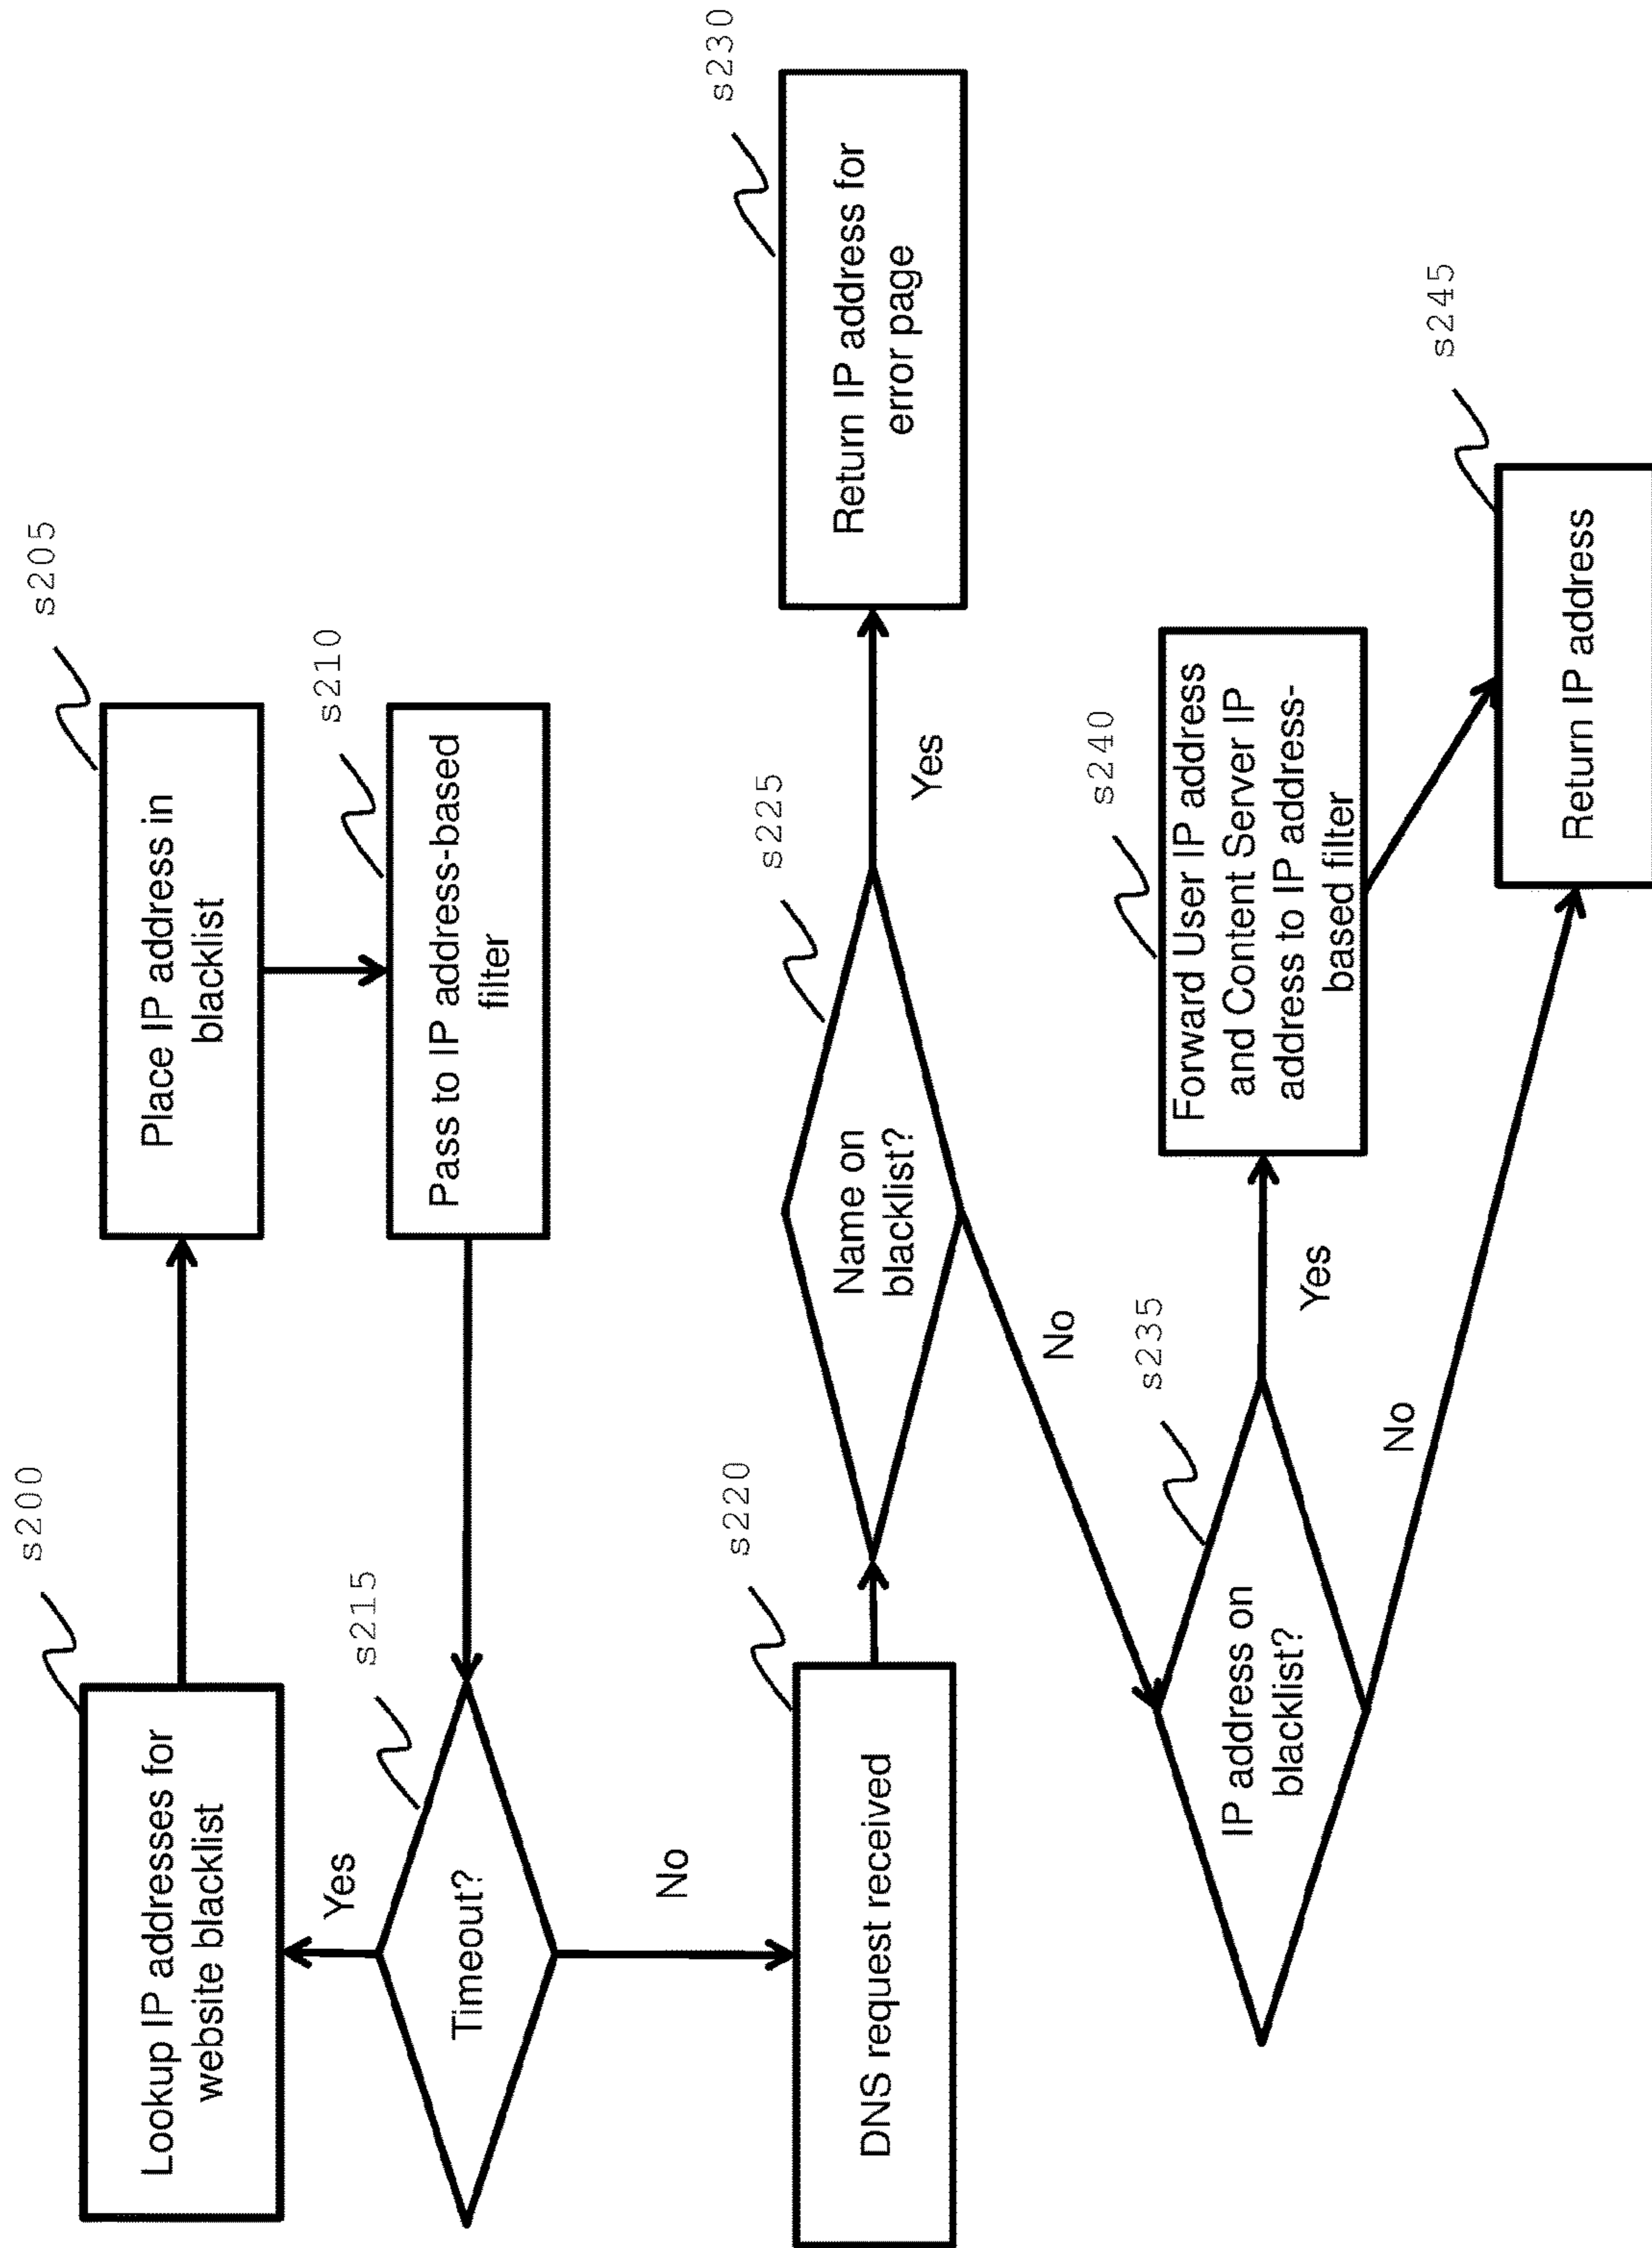 s200
Lookup IP addresses for
website blacklist
s205
Place IP address in
blacklist
s210
Pass to IP address-based
filter
s215
Timeout?
Yes
No
s220
DNS request received
s225
Name on
blacklist?
Yes
s230
Return IP address for
error page
No
s235
IP address on
blacklist?
Yes
s240
Forward User IP address
and Content Server IP
address to IP address-
based filter
No
s245
Return IP address